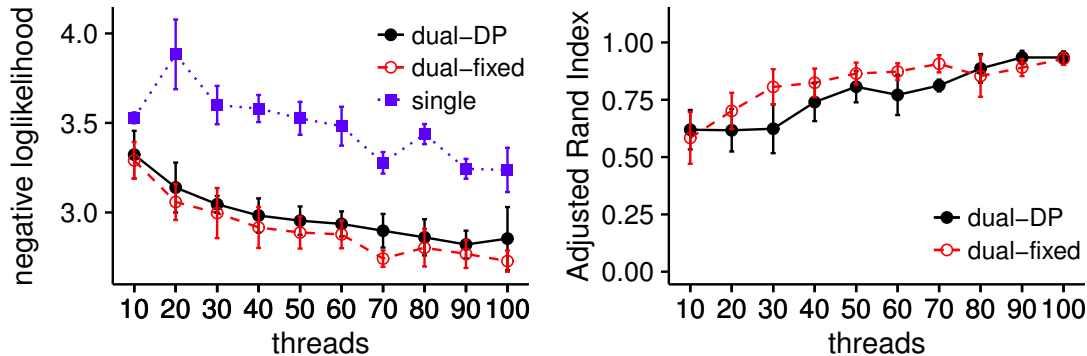 negative loglikelihood
4.0
3.5
3.0
dual−DP
dual−fixed
single
10 20 30 40 50 60 70 80 90 100
threads
Adjusted Rand Index
1.00
0.75
0.50
0.25
0.00
dual−DP
dual−fixed
10 20 30 40 50 60 70 80 90 100
threads